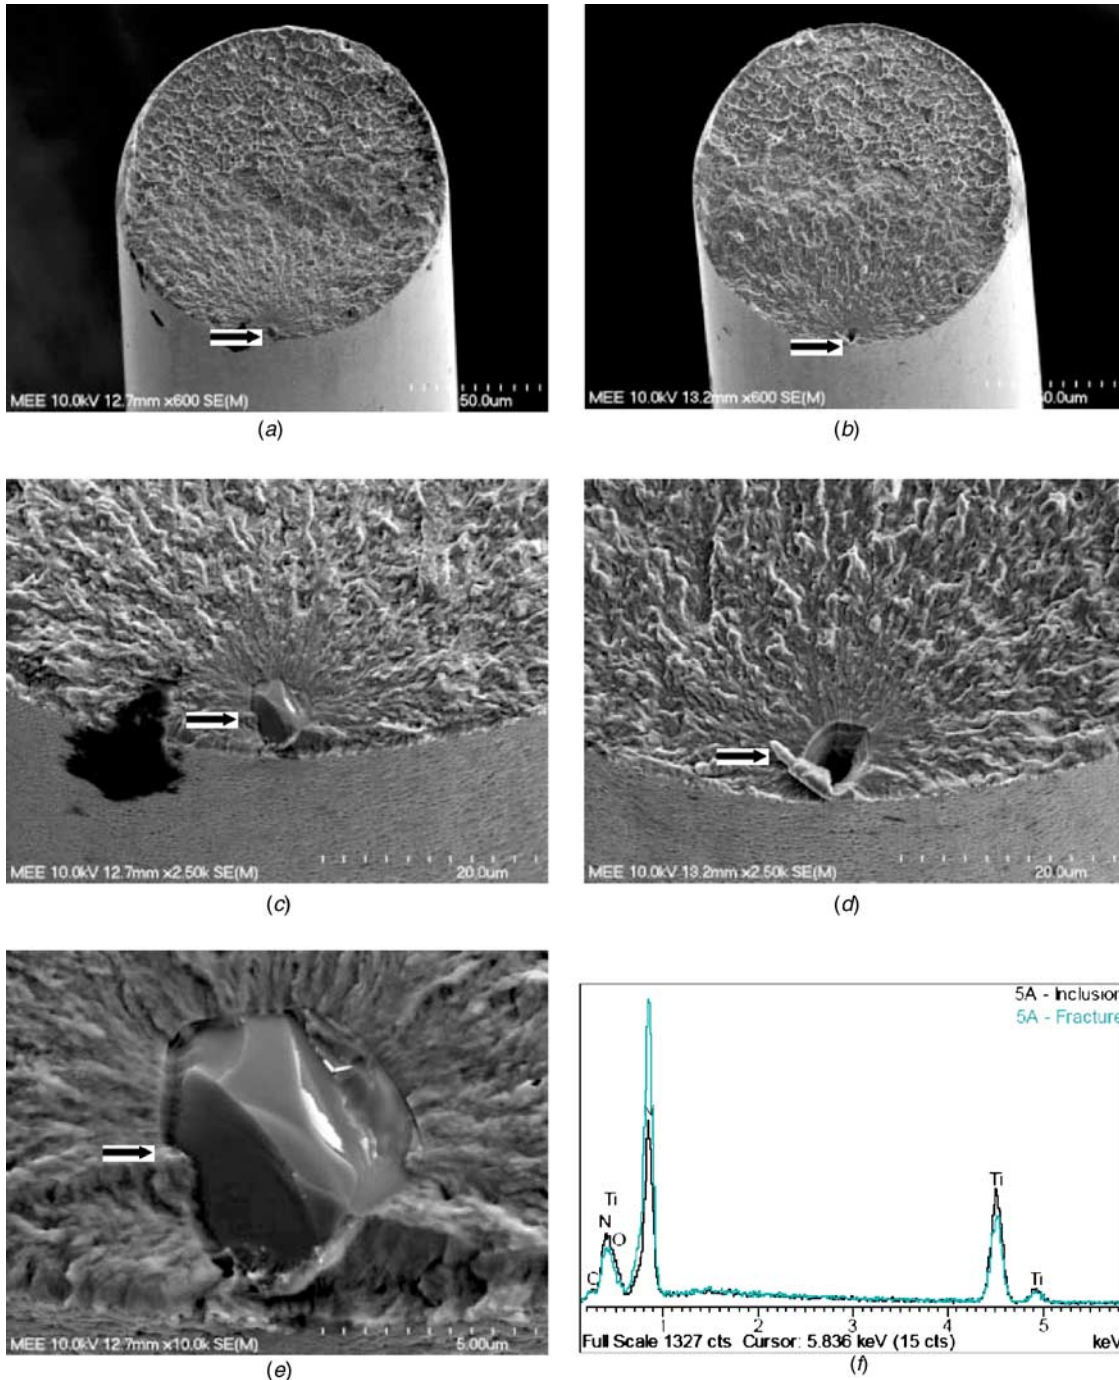 MEE 10.0kV 12.7mm x600 SE(M) 50.0um
(a)
MEE 10.0kV 13.2mm x600 SE(M)
(b)
MEE 10.0kV 12.7mm x2.50k SE(M) 20.0um
(c)
MEE 10.0kV 13.2mm x2.50k SE(M) 20.0um
(d)
MEE 10.0kV 12.7mm x10.0k SE(M) 5.00um
(e)
5A - Inclusion
5A - Fracture
Ti
N
O
C
Ti
Ti
1 2 3 4 5
Full Scale 1327 cts Cursor: 5.836 keV (15 cts) keV
(f)